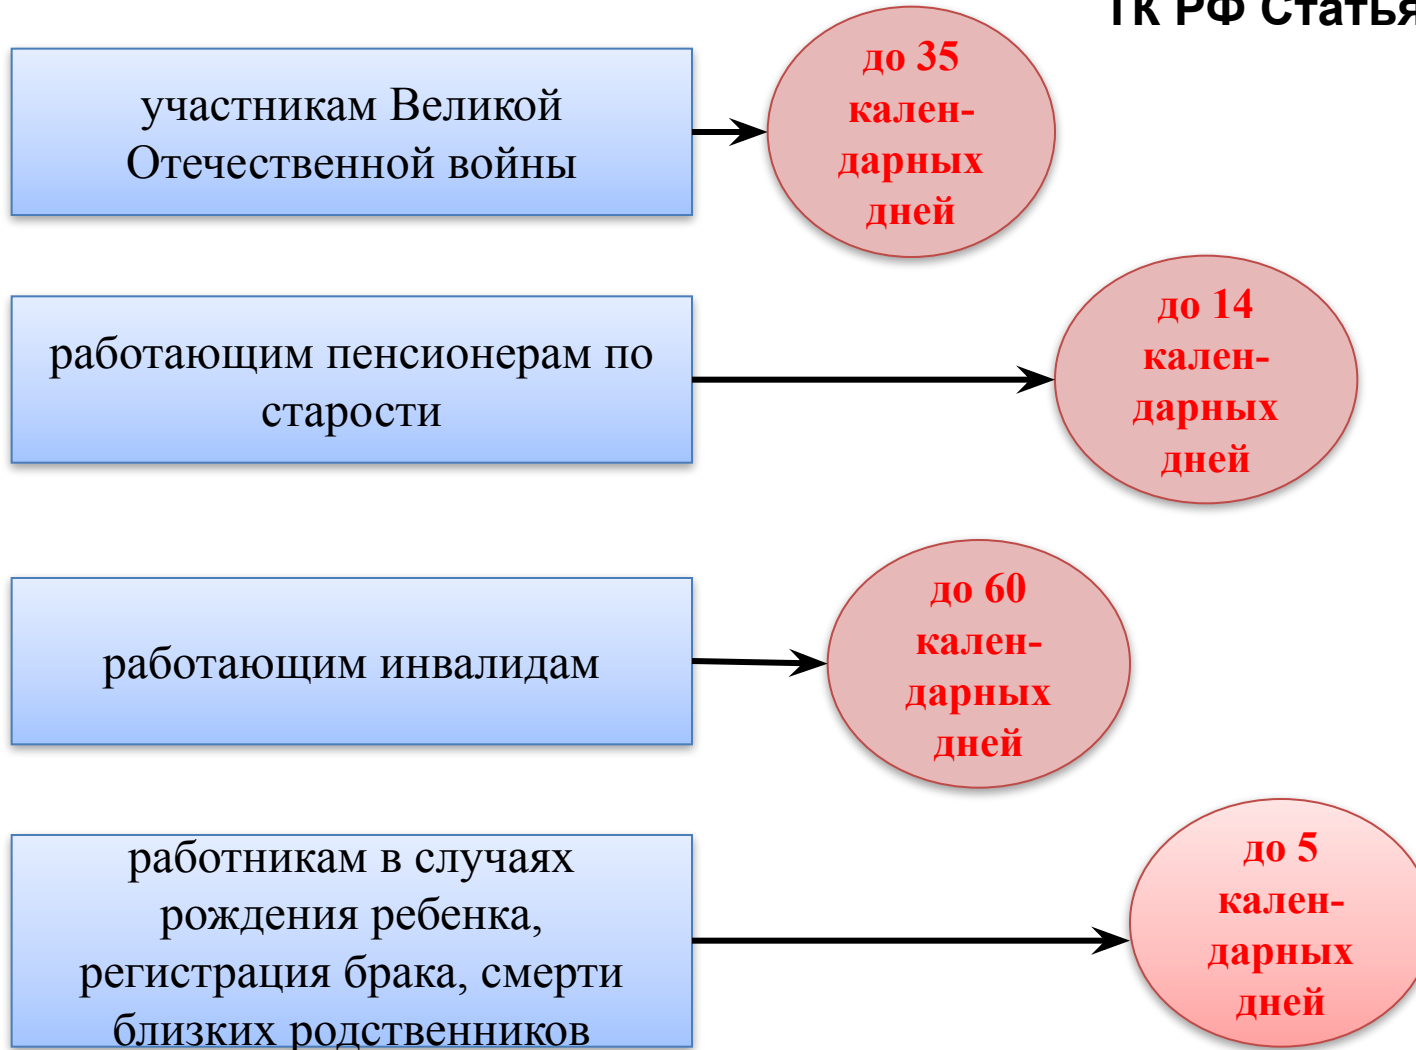 ТК РФ Статья
участникам Великой
Отечественной войны
до 35
кален-
дарных
дней
работающим пенсионерам по
старости
до 14
кален-
дарных
дней
работающим инвалидам
до 60
кален-
дарных
дней
работникам в случаях
рождения ребенка,
регистрация брака, смерти
близких родственников
до 5
кален-
дарных
дней